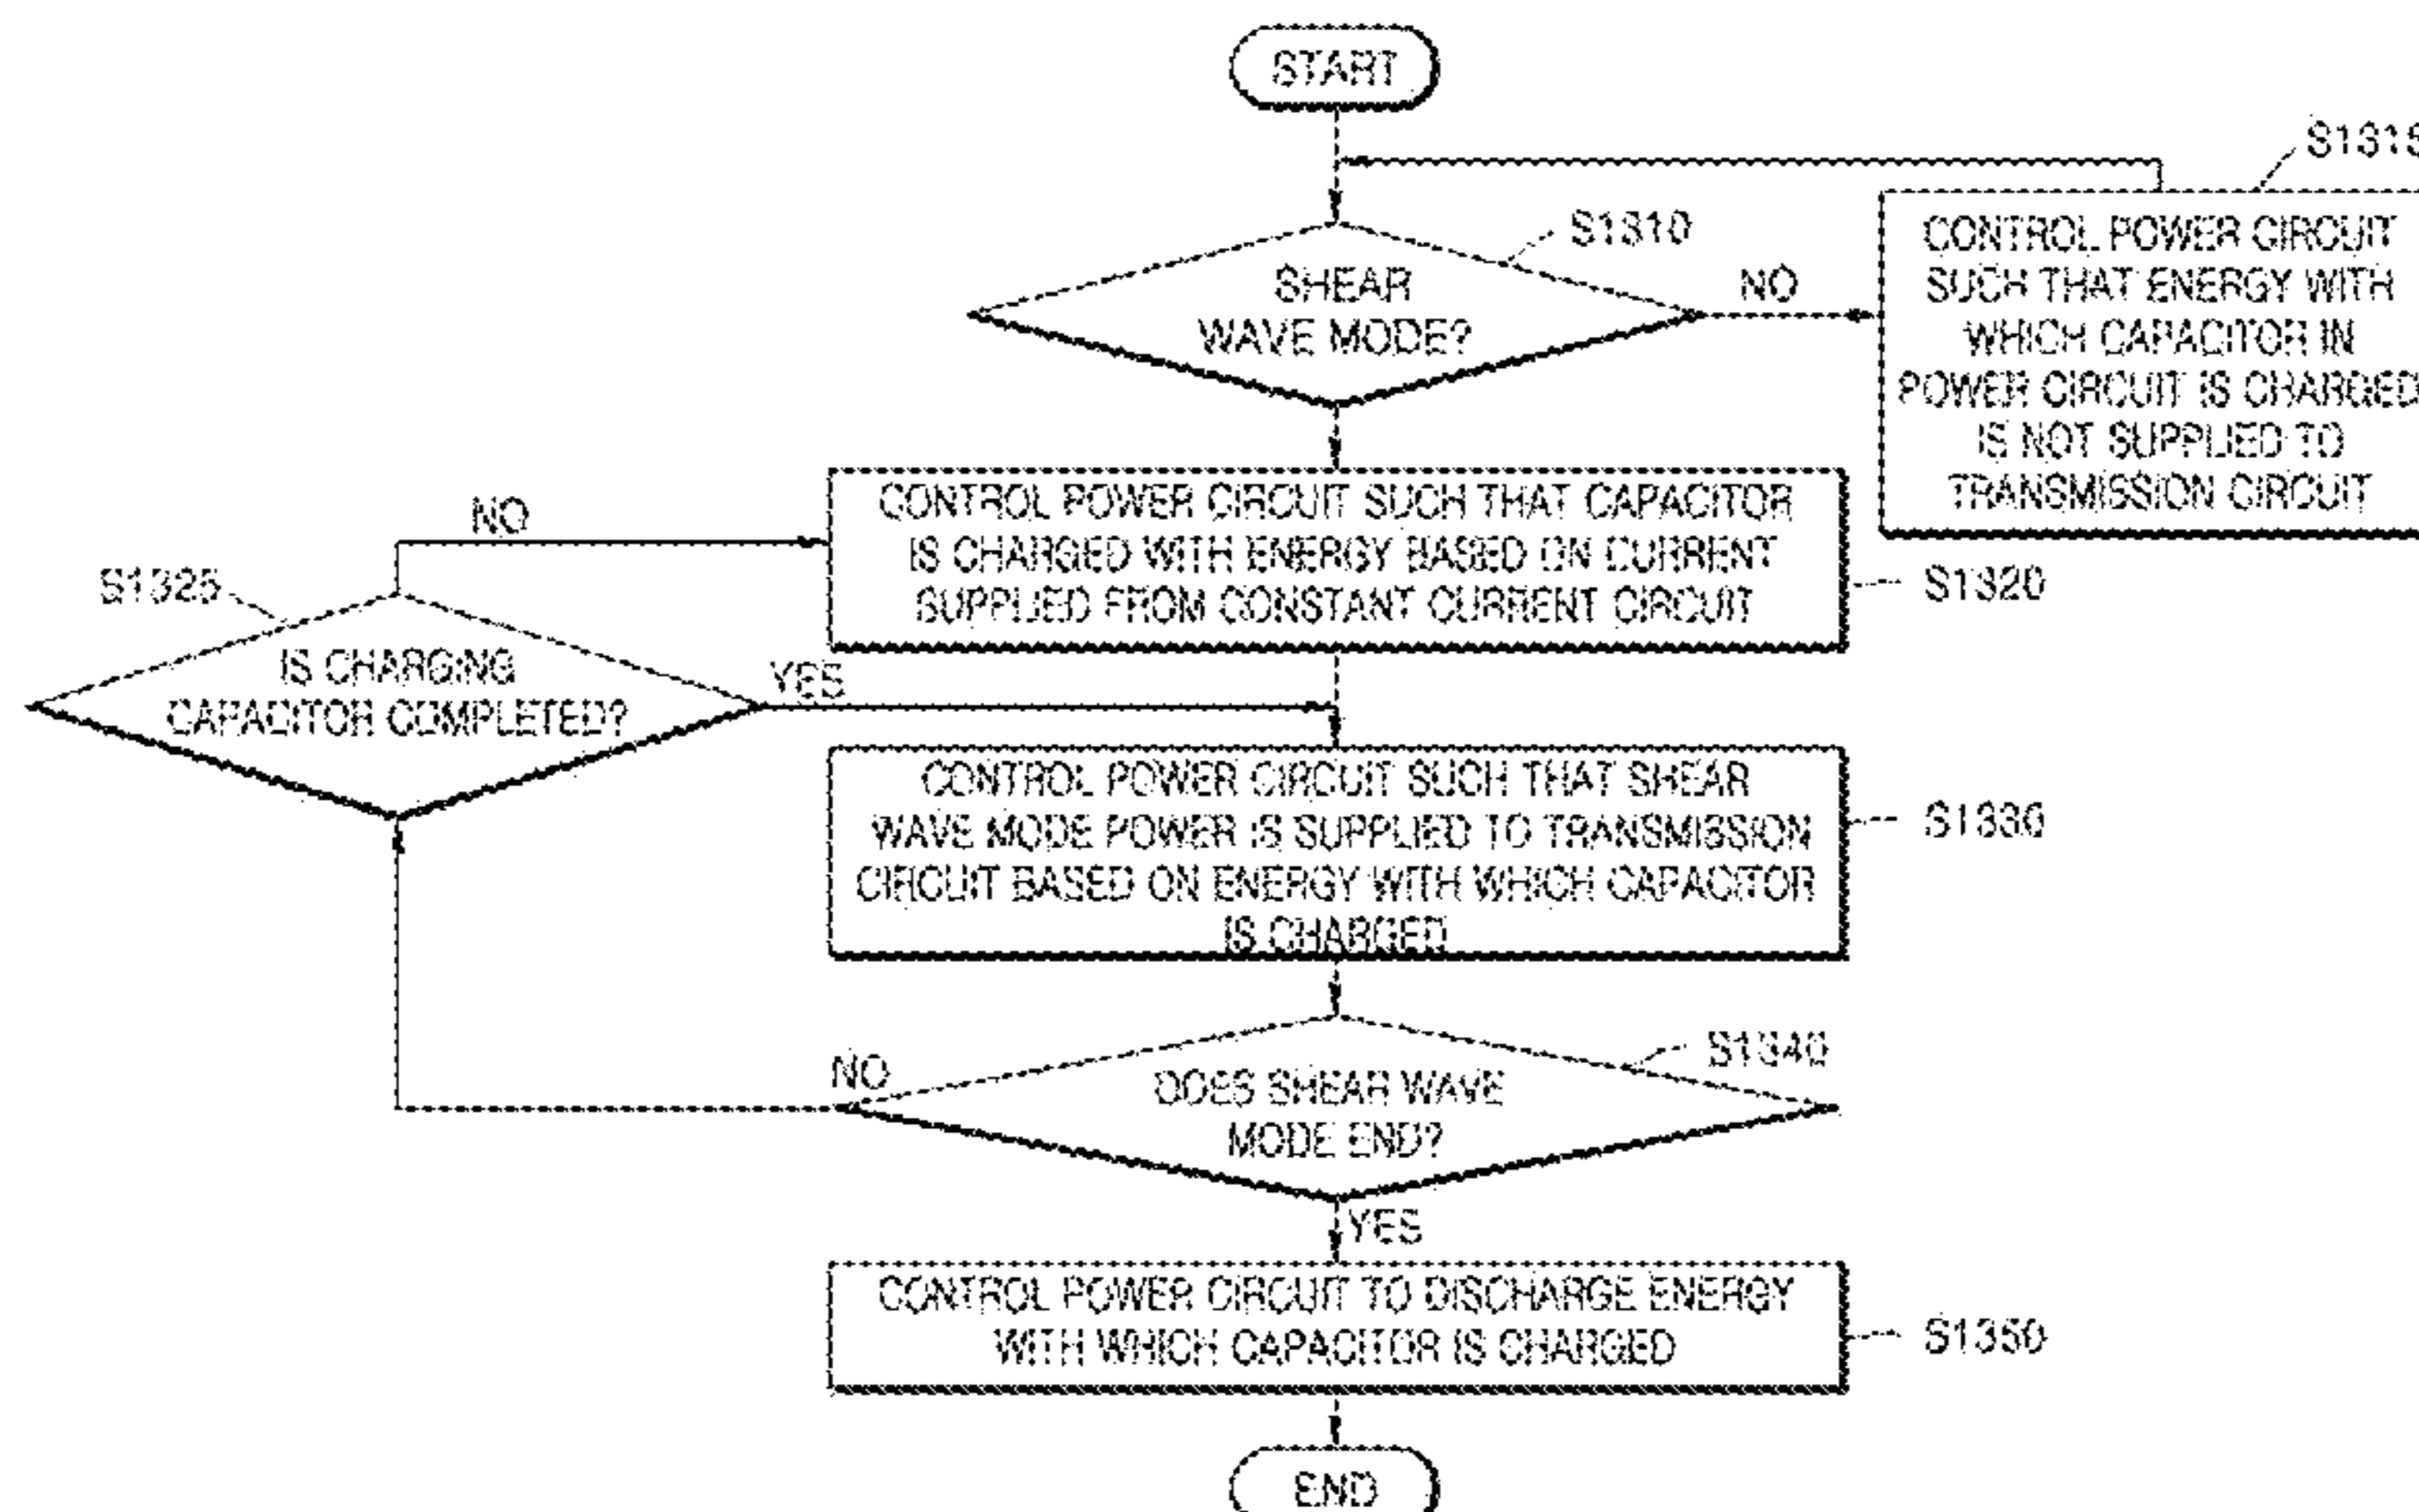 START
S1315
S1310
SHEAR
WAVE MODE?
NO
CONTROL POWER CIRCUIT
SUCH THAT ENERGY WITH
WHICH CAPACITOR IN
POWER CIRCUIT IS CHARGED
IS NOT SUPPLIED TO
TRANSMISSION CIRCUIT
NO
CONTROL POWER CIRCUIT SUCH THAT CAPACITOR
IS CHARGED WITH ENERGY BASED ON CURRENT
SUPPLIED FROM CONSTANT CURRENT CIRCUIT
S1320
S1325
IS CHARGING
CAPACITOR COMPLETED?
YES
CONTROL POWER CIRCUIT SUCH THAT SHEAR
WAVE MODE POWER IS SUPPLIED TO TRANSMISSION
CIRCUIT BASED ON ENERGY WITH WHICH CAPACITOR
IS CHARGED
S1330
S1340
NO
DOES SHEAR WAVE
MODE END?
YES
CONTROL POWER CIRCUIT TO DISCHARGE ENERGY
WITH WHICH CAPACITOR IS CHARGED
S1350
END